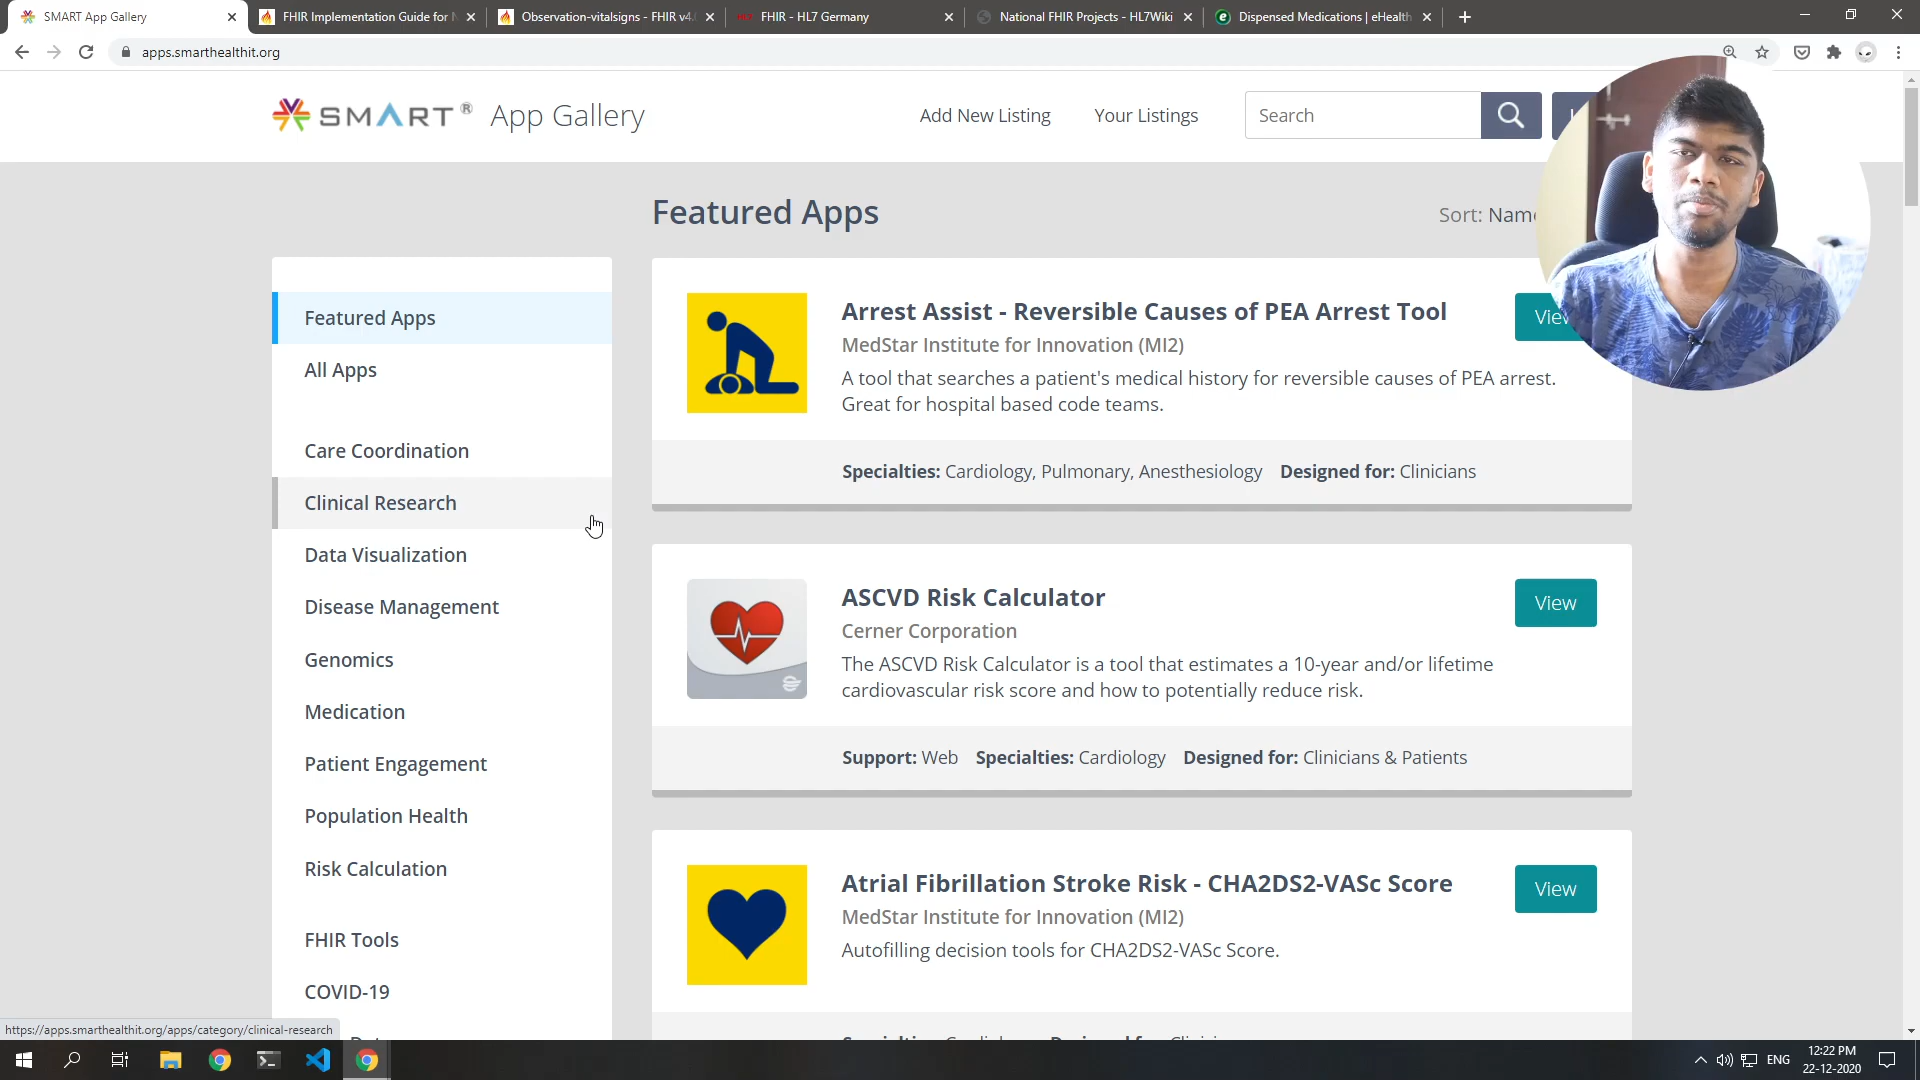 SMART App Gallery
FHIR Implementation Guide for
Observation-vitalsigns - FHIR v4.
FHIR - HL7 Germany
National FHIR Projects - HL7Wiki
Dispensed Medications | eHealth
apps.smarthealthit.org
SMART® App Gallery
Add New Listing
Your Listings
Search
Featured Apps
Sort: Name
Featured Apps
All Apps
Care Coordination
Clinical Research
Data Visualization
Disease Management
Genomics
Medication
Patient Engagement
Population Health
Risk Calculation
FHIR Tools
COVID-19
Arrest Assist - Reversible Causes of PEA Arrest Tool
MedStar Institute for Innovation (MI2)
A tool that searches a patient's medical history for reversible causes of PEA arrest.
Great for hospital based code teams.
View
Specialties: Cardiology, Pulmonary, Anesthesiology Designed for: Clinicians
ASCVD Risk Calculator
Cerner Corporation
The ASCVD Risk Calculator is a tool that estimates a 10-year and/or lifetime
cardiovascular risk score and how to potentially reduce risk.
View
Support: Web Specialties: Cardiology Designed for: Clinicians & Patients
Atrial Fibrillation Stroke Risk - CHA2DS2-VASc Score
MedStar Institute for Innovation (MI2)
Autofilling decision tools for CHA2DS2-VASc Score.
View
https://apps.smarthealthit.org/apps/category/clinical-research
ENG
12:22 PM
22-12-2020